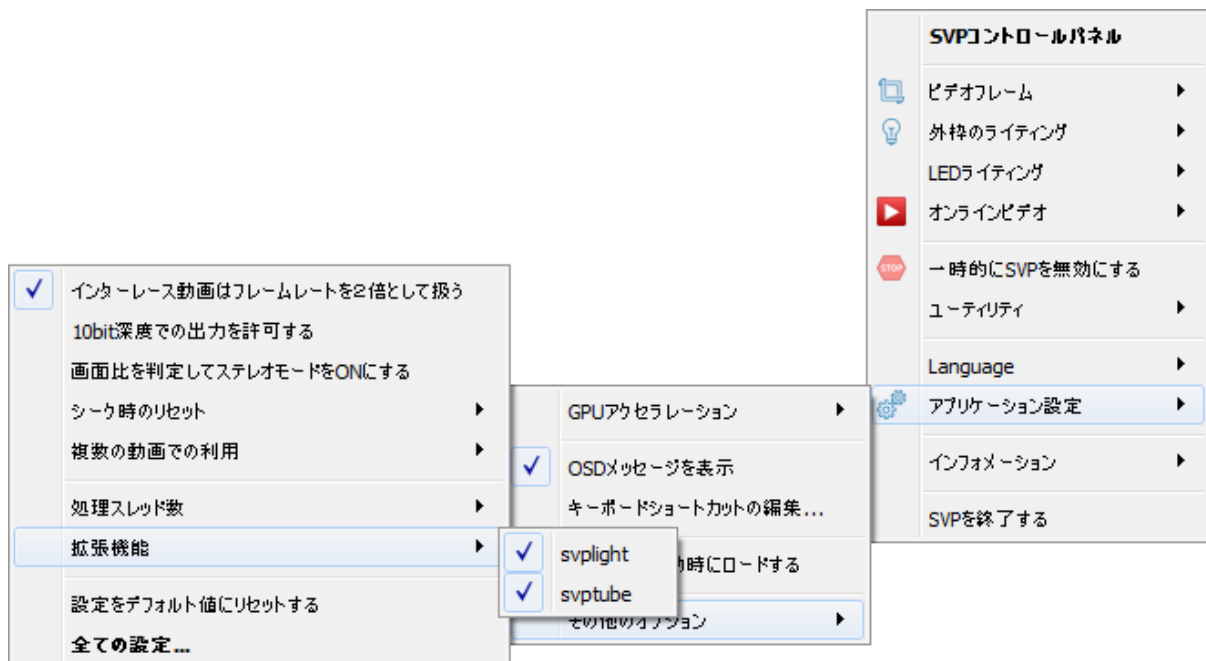 SVPコントロールパネル
ビデオフレーム
外枠のライティング
LEDライティング
オンラインビデオ
STOP
一時的にSVPを無効にする
ユーティリティ
Language
アプリケーション設定
インフォメーション
SVPを終了する
GPUアクセラレーション
OSDメッセージを表示
キーボードショートカットの編集...
時にロードする
その他のオプション
インターレース動画はフレームレートを2倍として扱う
10bit深度での出力を許可する
画面比を判定してステレオモードをONにする
シーク時のリセット
複数の動画での利用
処理スレッド数
拡張機能
設定をデフォルト値にリセットする
全ての設定...
svplight
svptube